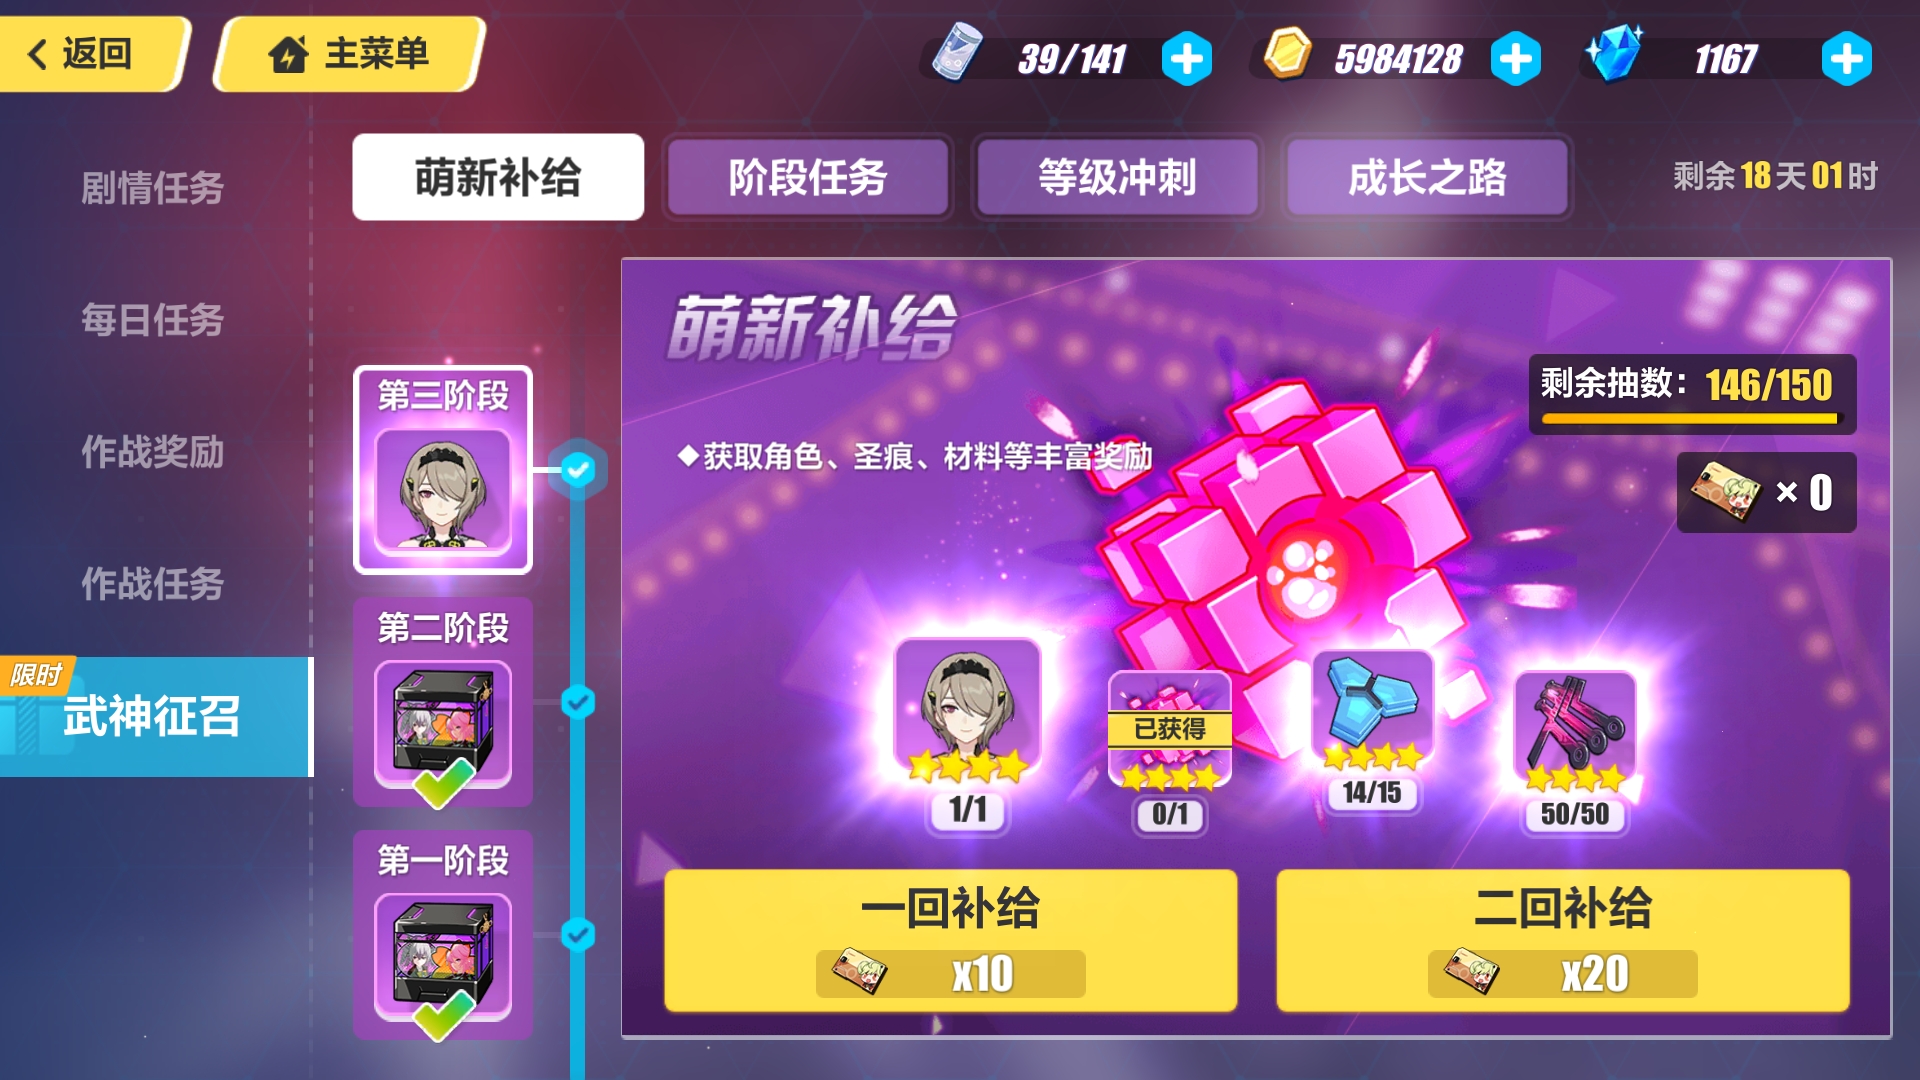 返回
主菜单
39/141
5984128
1167
剧情任务
每日任务
作战奖励
作战任务
限时
武神征召
萌新补给
阶段任务
等级冲刺
成长之路
剩余18天01时
第三阶段
第二阶段
第一阶段
萌新补给
◆获取角色、圣痕、材料等丰富奖励
剩余抽数：146/150
×0
1/1
已获得
0/1
14/15
50/50
一回补给
x10
二回补给
x20